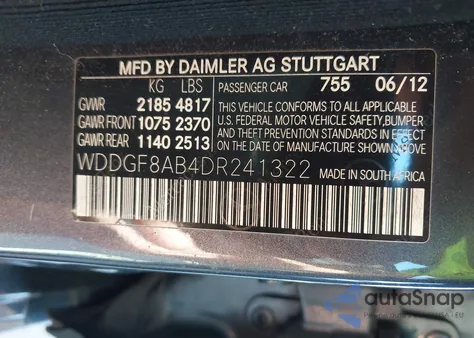 MFD BY DAIMLER AG STUTTGART
KG LBS PASSENGER CAR 755 06/12
GVWR 2185 4817
GAWR FRONT 1075 2370
GAWR REAR 1140 2513
THIS VEHICLE CONFORMS TO ALL APPLICABLE
U.S. FEDERAL MOTOR VEHICLE SAFETY,BUMPER
AND THEFT PREVENTION STANDARDS IN EFFECT
ON THE DATE OF MANUFACTURE SHOWN ABOVE
WDDGF8AB4DR241322 MADE IN SOUTH AFRICA
autoSnap